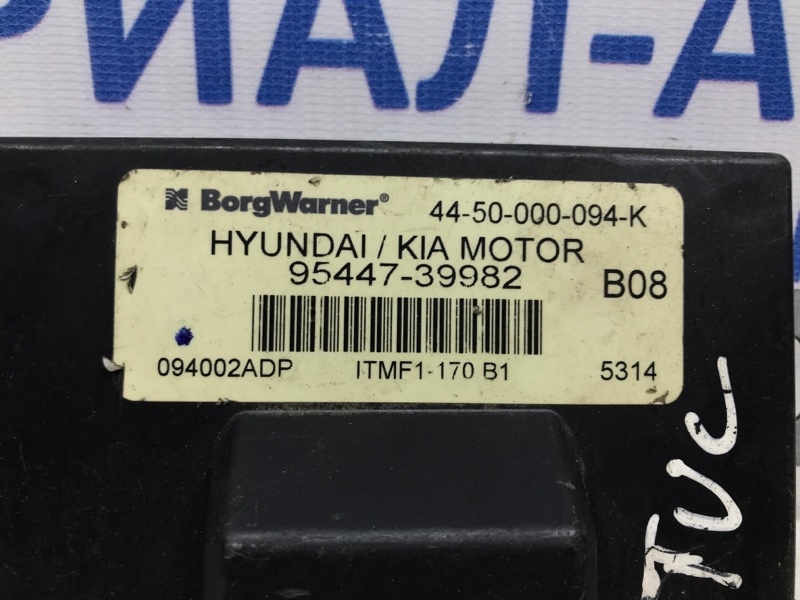 РИАЛ-А
BorgWarner® 44-50-000-094-K
HYUNDAI / KIA MOTOR
95447-39982 B08
094002ADP ITMF1-170 B1 5314
TUC